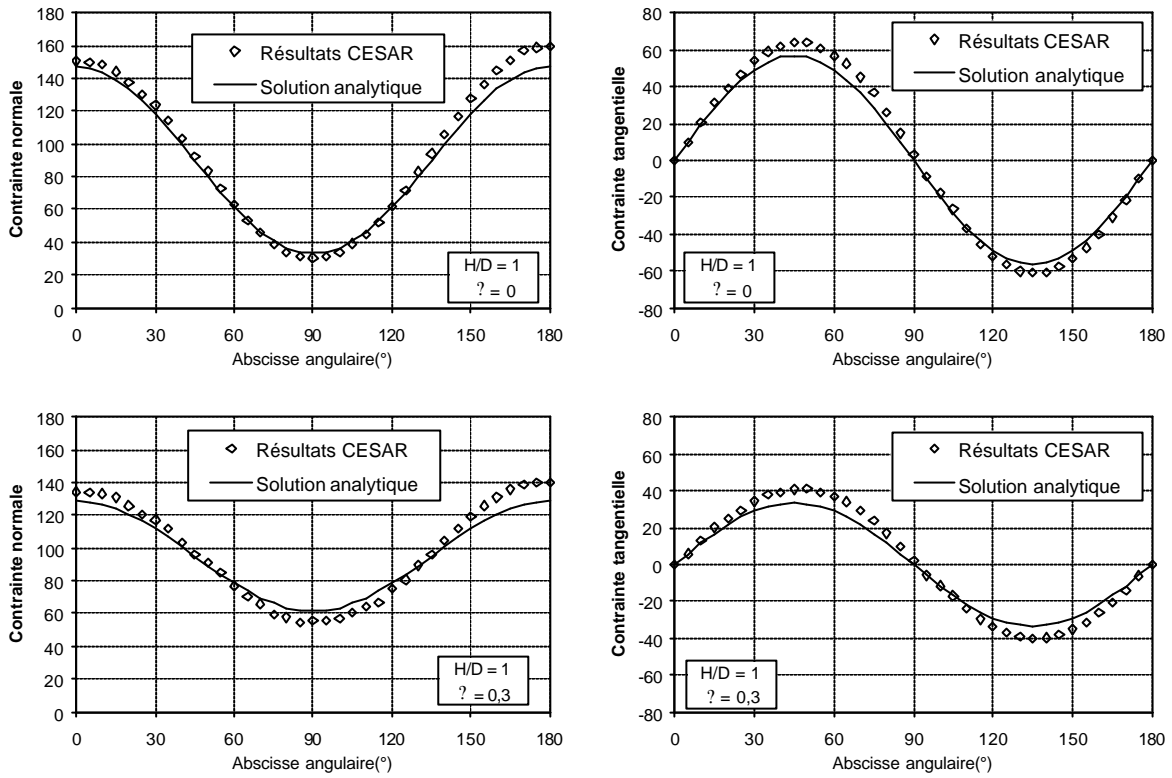 Contrainte normale
180
160
140
120
100
80
60
40
20
0
Résultats CESAR
Solution analytique
H/D = 1
? = 0
0 30 60 90 120 150 180
Abscisse angulaire(°)
Contrainte tangentielle
80
60
40
20
0
-20
-40
-60
-80
Résultats CESAR
Solution analytique
H/D = 1
? = 0
0 30 60 90 120 150 180
Abscisse angulaire(°)
Contrainte normale
180
160
140
120
100
80
60
40
20
0
Résultats CESAR
Solution analytique
H/D = 1
? = 0,3
0 30 60 90 120 150 180
Abscisse angulaire(°)
Contrainte tangentielle
80
60
40
20
0
-20
-40
-60
-80
Résultats CESAR
Solution analytique
H/D = 1
? = 0,3
0 30 60 90 120 150 180
Abscisse angulaire(°)